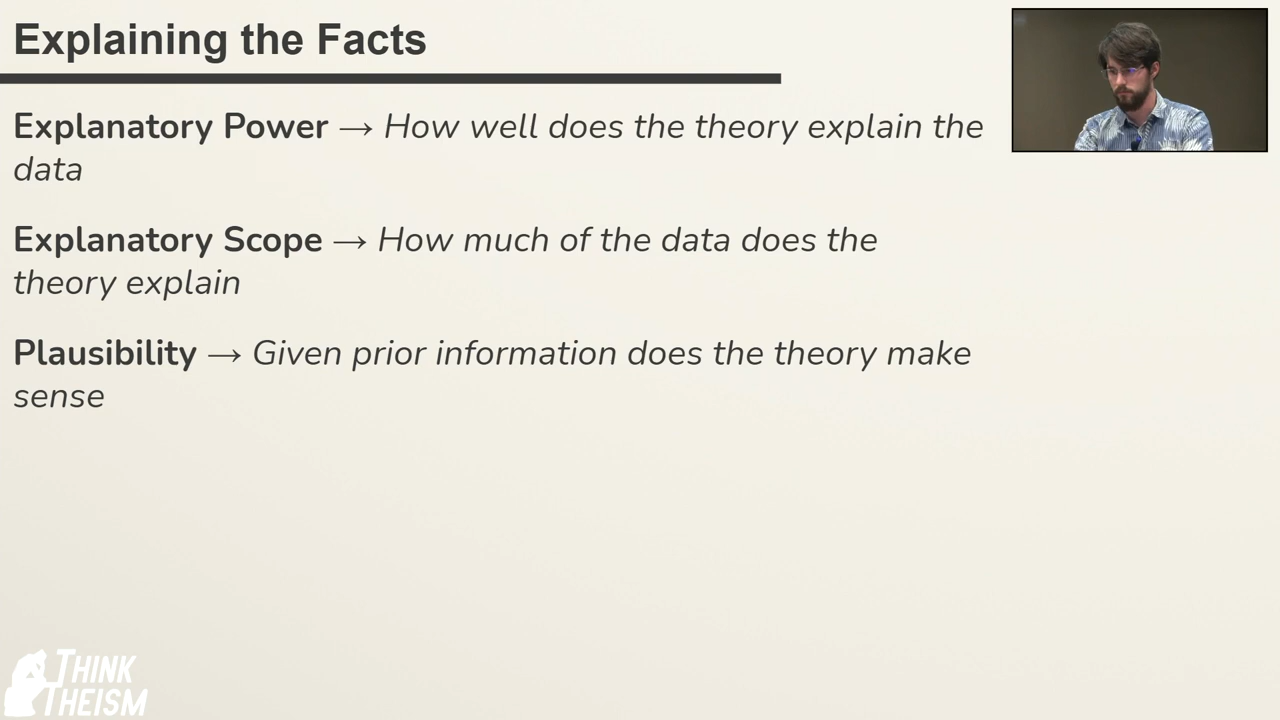 Explaining the Facts
Explanatory Power → How well does the theory explain the
data
Explanatory Scope → How much of the data does the
theory explain
Plausibility → Given prior information does the theory make
sense
THINK
THEISM